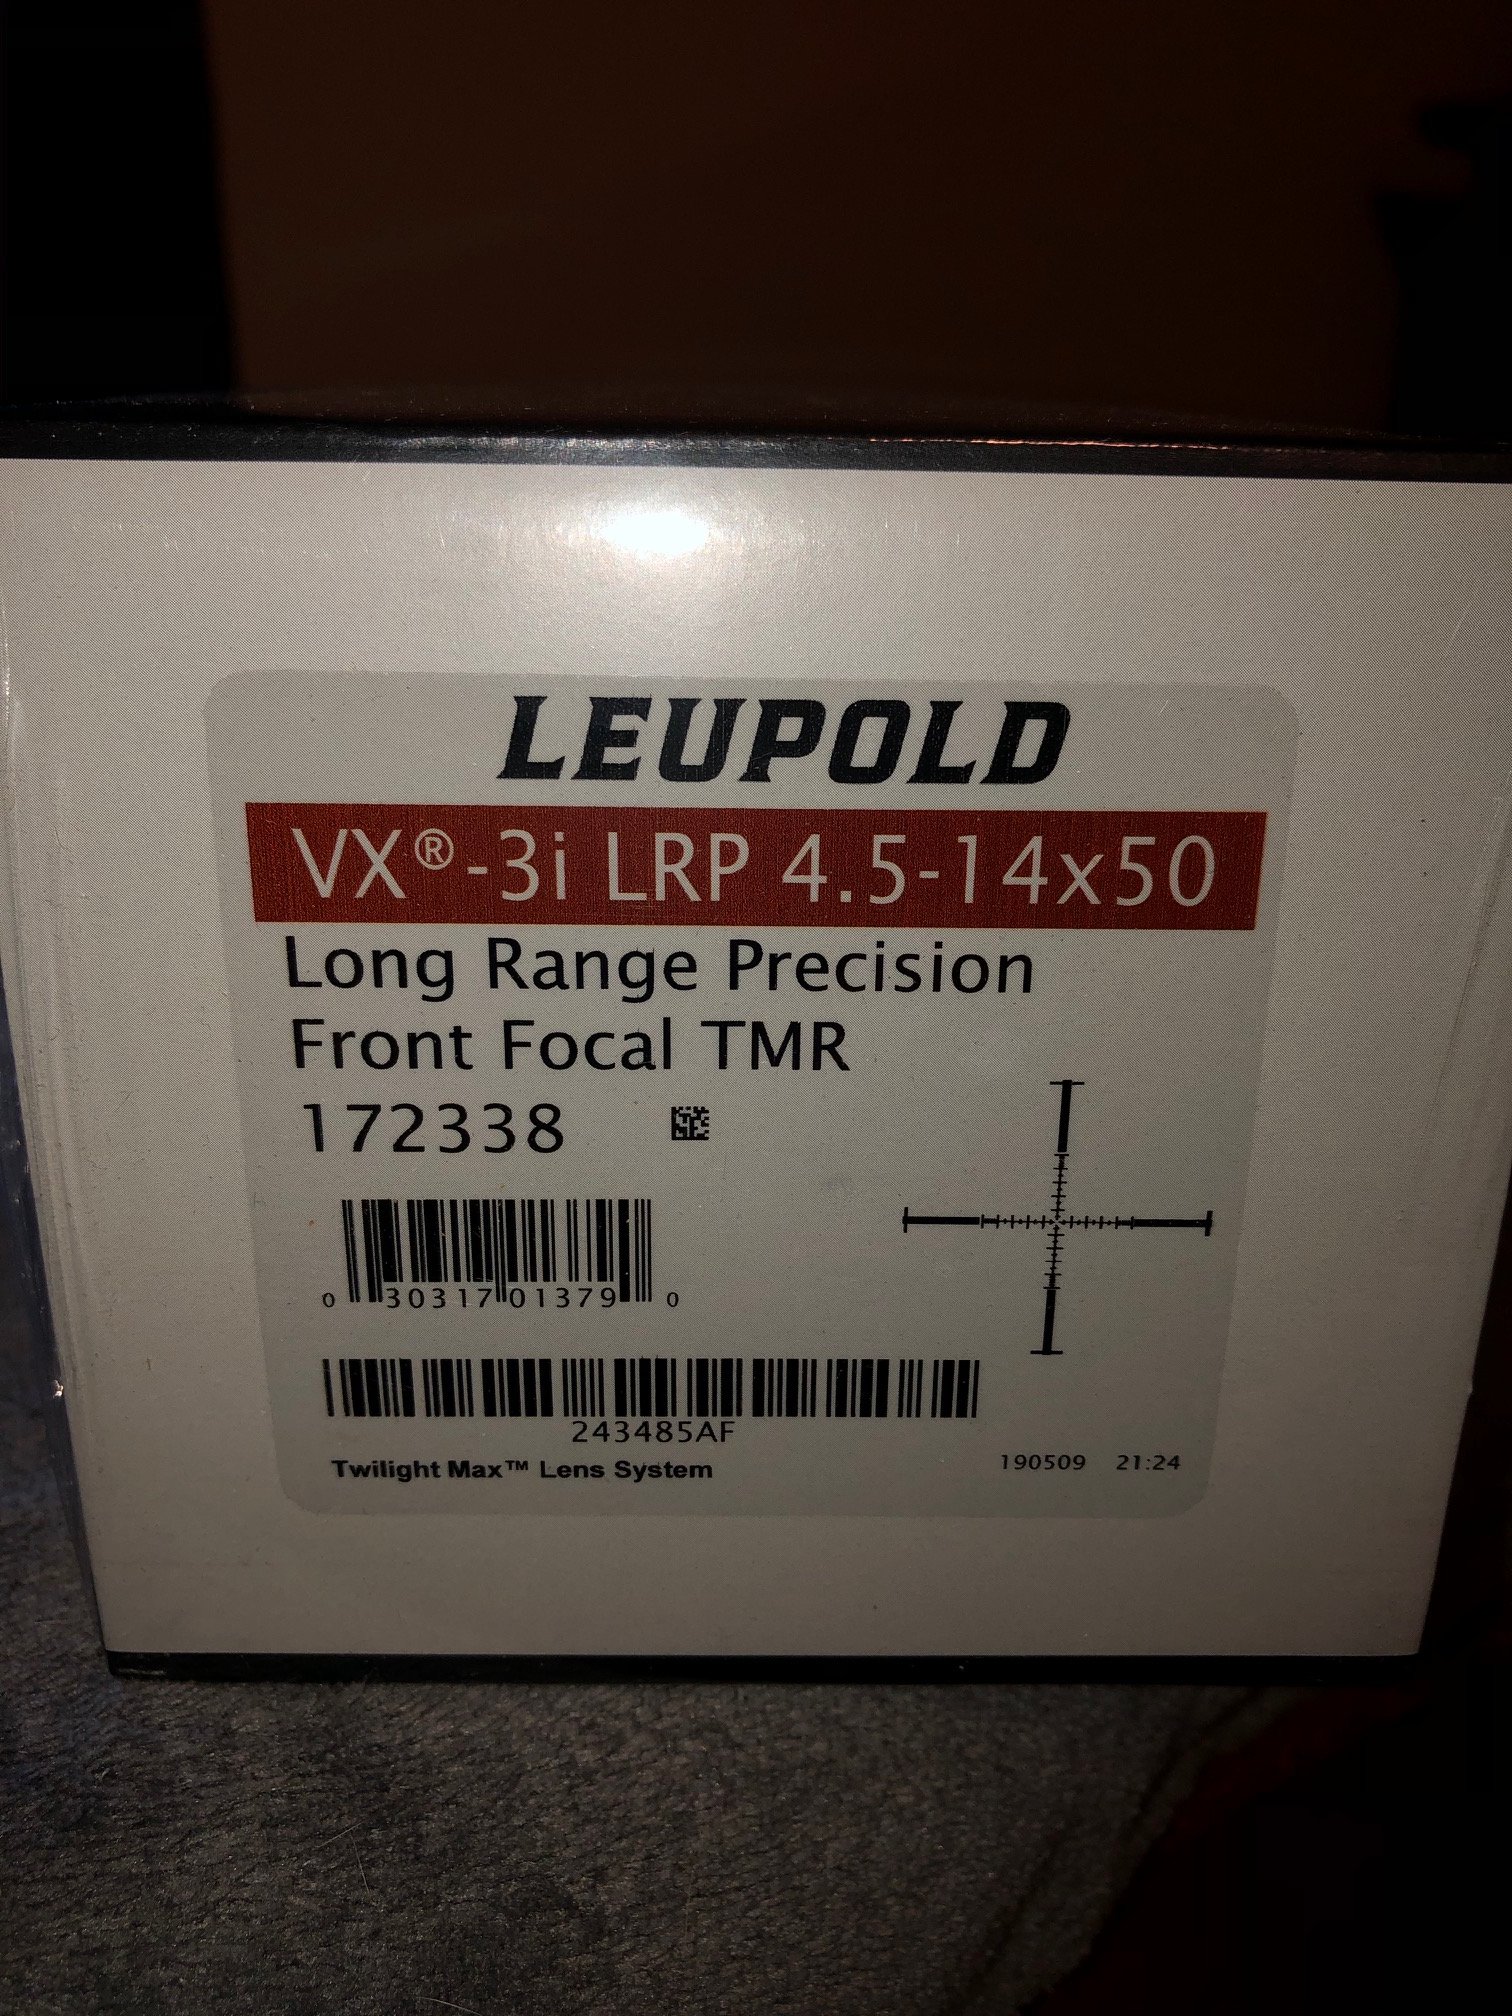 LEUPOLD
VX®-3i LRP 4.5-14x50
Long Range Precision
Front Focal TMR
172338
0 30317 01379 0
243485AF
Twilight Max™ Lens System 190509 21:24